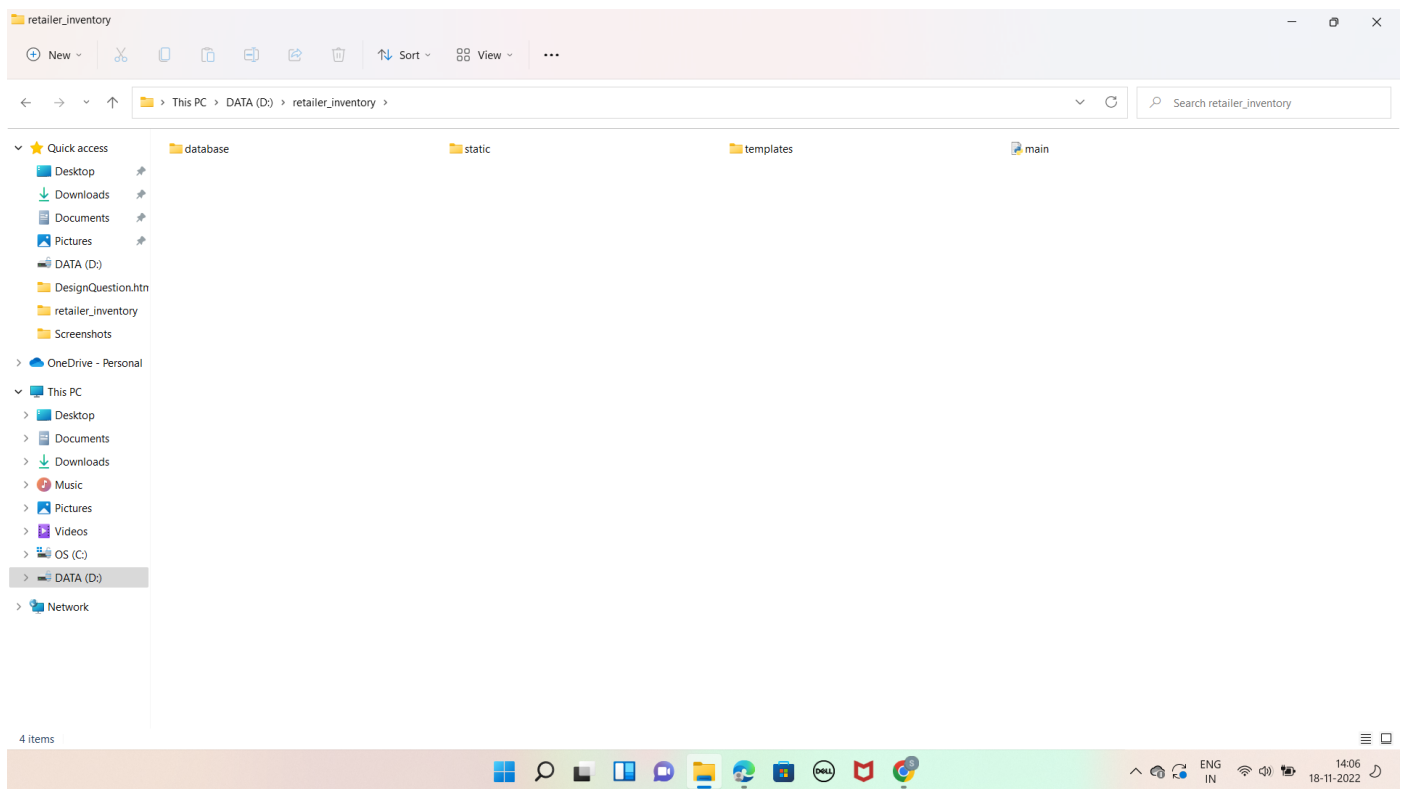 retailer_inventory
New
Sort
View
This PC > DATA (D:) > retailer_inventory >
Search retailer_inventory
Quick access
Desktop
Downloads
Documents
Pictures
DATA (D:)
DesignQuestion.htm
retailer_inventory
Screenshots
OneDrive - Personal
This PC
Desktop
Documents
Downloads
Music
Pictures
Videos
OS (C:)
DATA (D:)
Network
database
static
templates
main
4 items
DELL
S
ENG
IN
14:06
18-11-2022